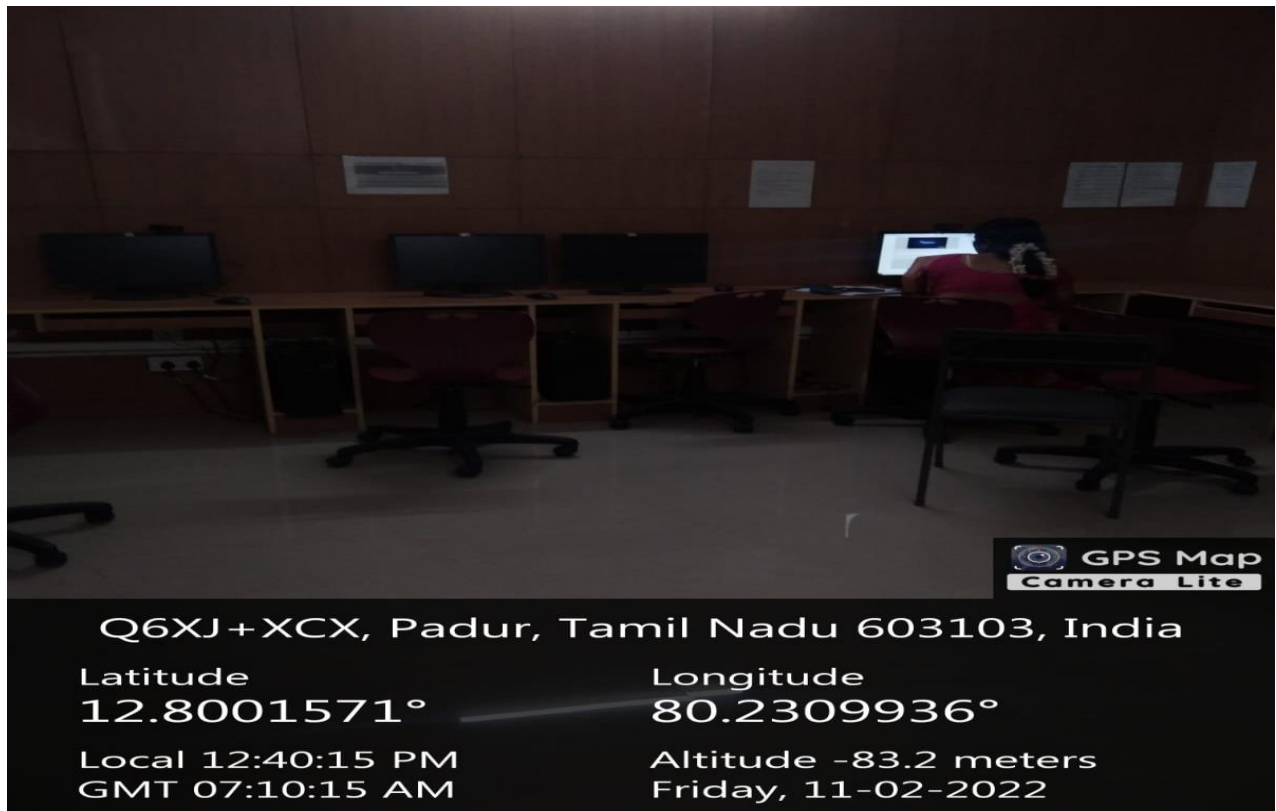 GPS Map
Camera Lite
Q6XJ+XCX, Padur, Tamil Nadu 603103, India
Latitude
12.8001571°
Longitude
80.2309936°
Local 12:40:15 PM
GMT 07:10:15 AM
Altitude -83.2 meters
Friday, 11-02-2022